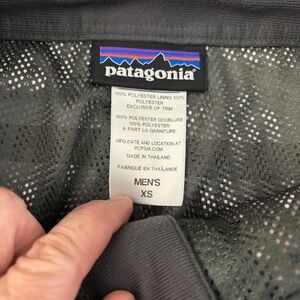 patagonia
100% POLYESTER LINING 100%
POLYESTER
EXCLUSIVE OF TRIM
100% POLYESTER DOUBLURE
100% POLYESTER
A PART LA GARNITURE
MFG DATE AND LOCATION AT
PCPSIA.COM
MADE IN THAILAND
FABRIQUÉ EN THAÏLANDE
MEN'S
XS